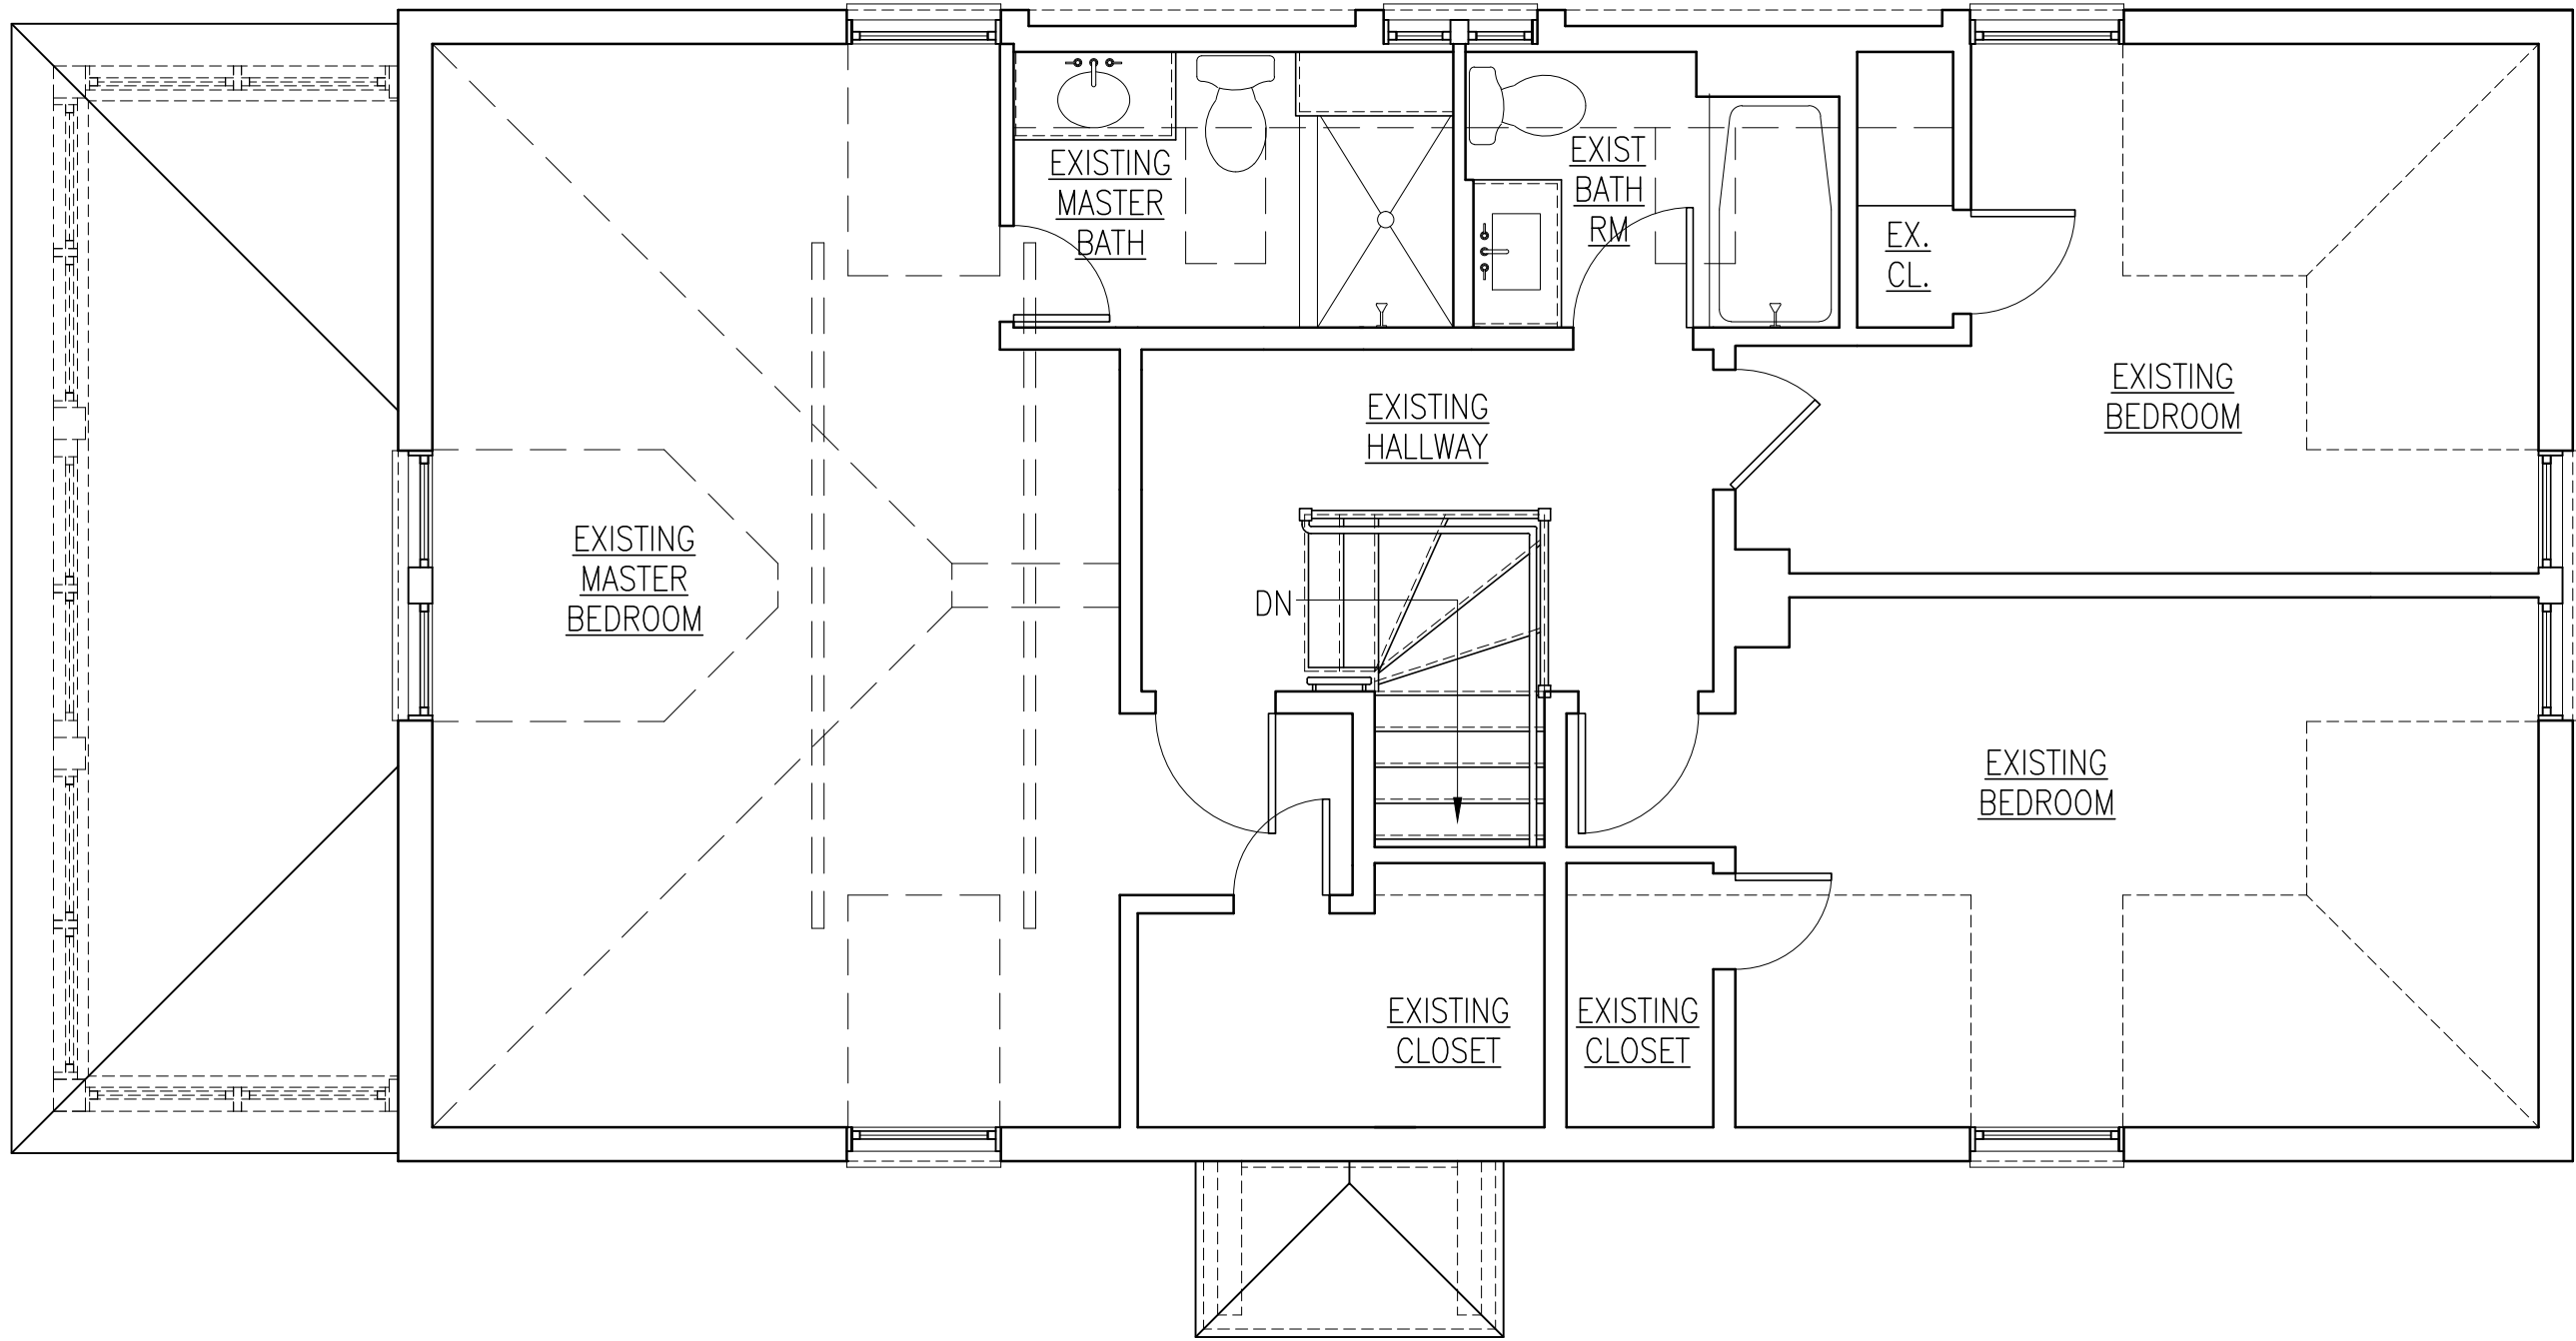 EXISTING
MASTER
BATH
EXIST
BATH
RM
EX.
CL.
EXISTING
HALLWAY
EXISTING
BEDROOM
EXISTING
MASTER
BEDROOM
DN
EXISTING
BEDROOM
EXISTING
CLOSET
EXISTING
CLOSET